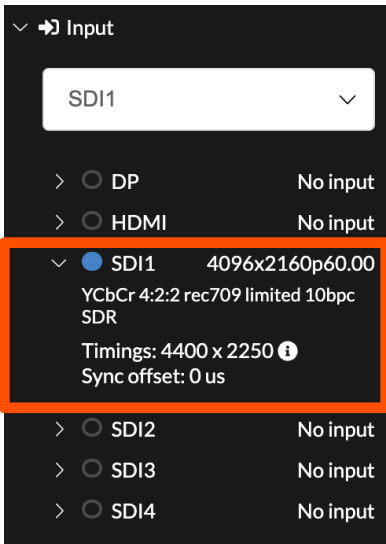 Input
SDI1
DP No input
HDMI No input
SDI1 4096x2160p60.00
YCbCr 4:2:2 rec709 limited 10bpc
SDR
Timings: 4400 x 2250
Sync offset: 0 us
SDI2 No input
SDI3 No input
SDI4 No input